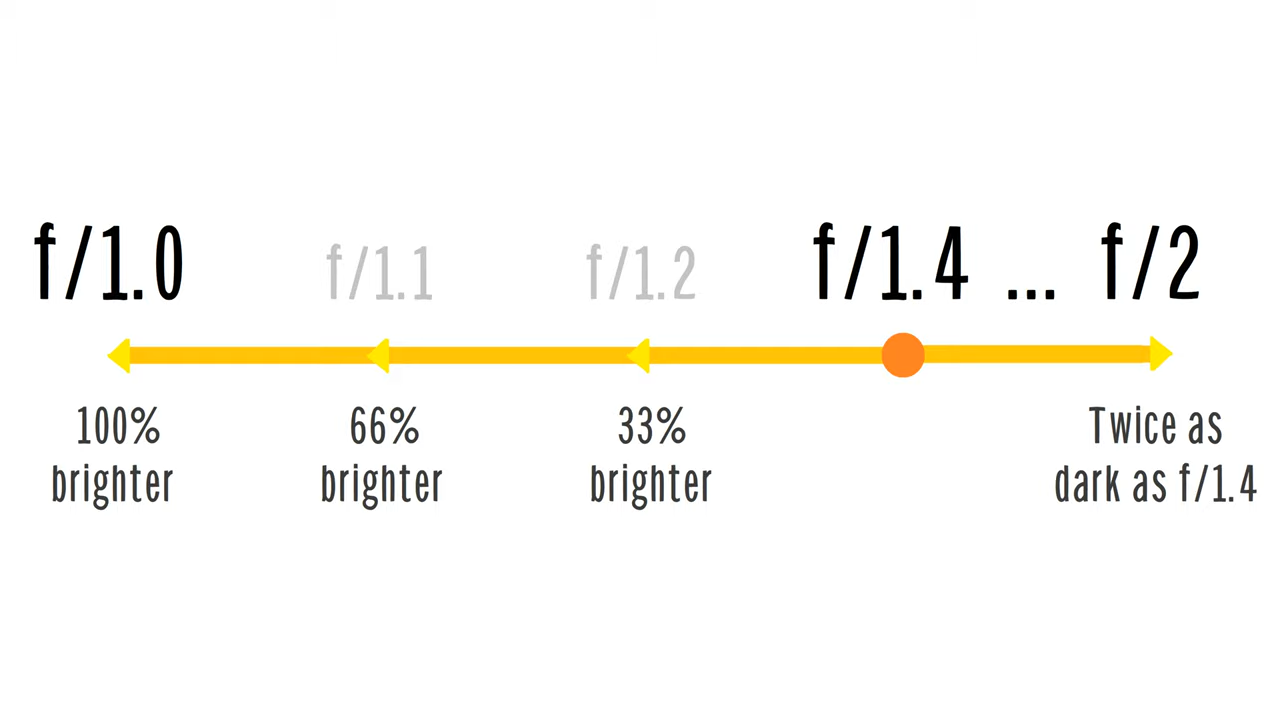 f/1.0 f/1.1 f/1.2 f/1.4 ... f/2
100% 66% 33% Twice as
brighter brighter brighter dark as f/1.4